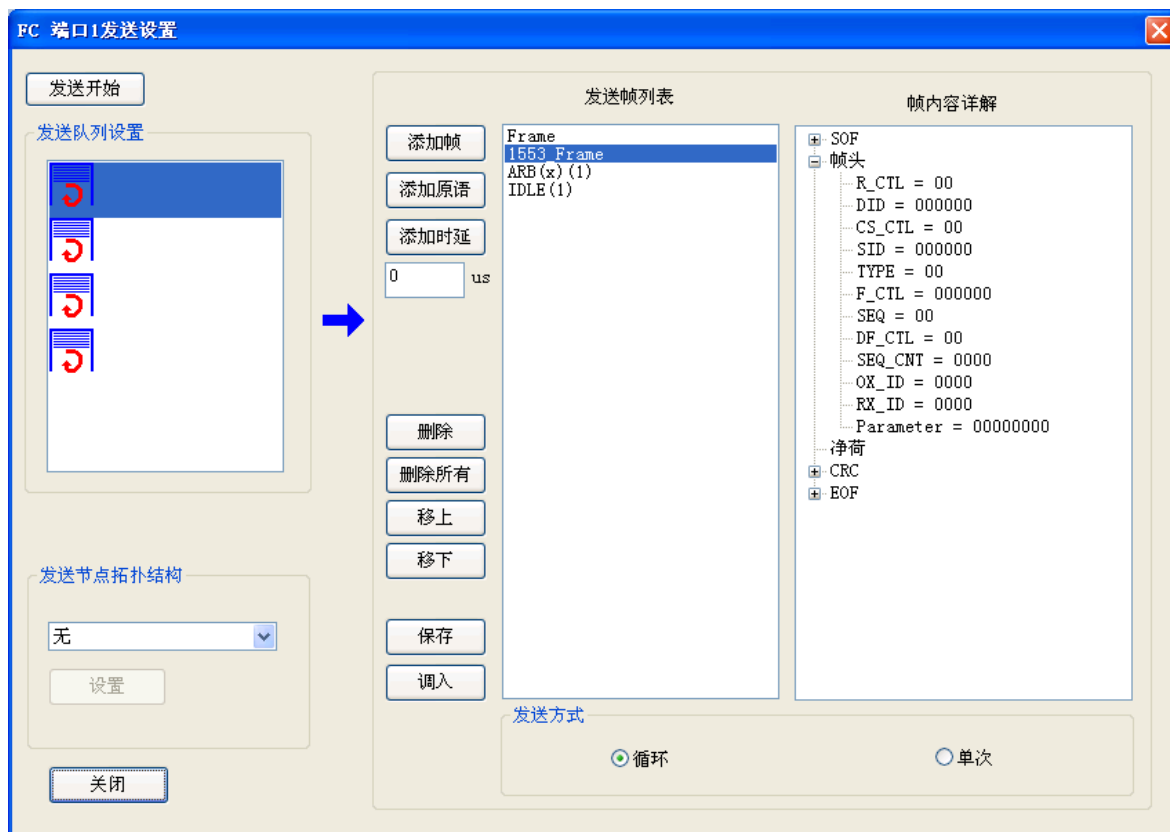 FC 端口1发送设置
发送开始
发送队列设置
发送节点拓扑结构
无
设置
关闭
添加帧
添加原语
添加时延
0 us
删除
删除所有
移上
移下
保存
调入
发送帧列表
Frame
1553_Frame
ARB(x)(1)
IDLE(1)
帧内容详解
SOF
帧头
R_CTL = 00
DID = 000000
CS_CTL = 00
SID = 000000
TYPE = 00
F_CTL = 000000
SEQ = 00
DF_CTL = 00
SEQ_CNT = 0000
OX_ID = 0000
RX_ID = 0000
Parameter = 00000000
净荷
CRC
EOF
发送方式
循环
单次